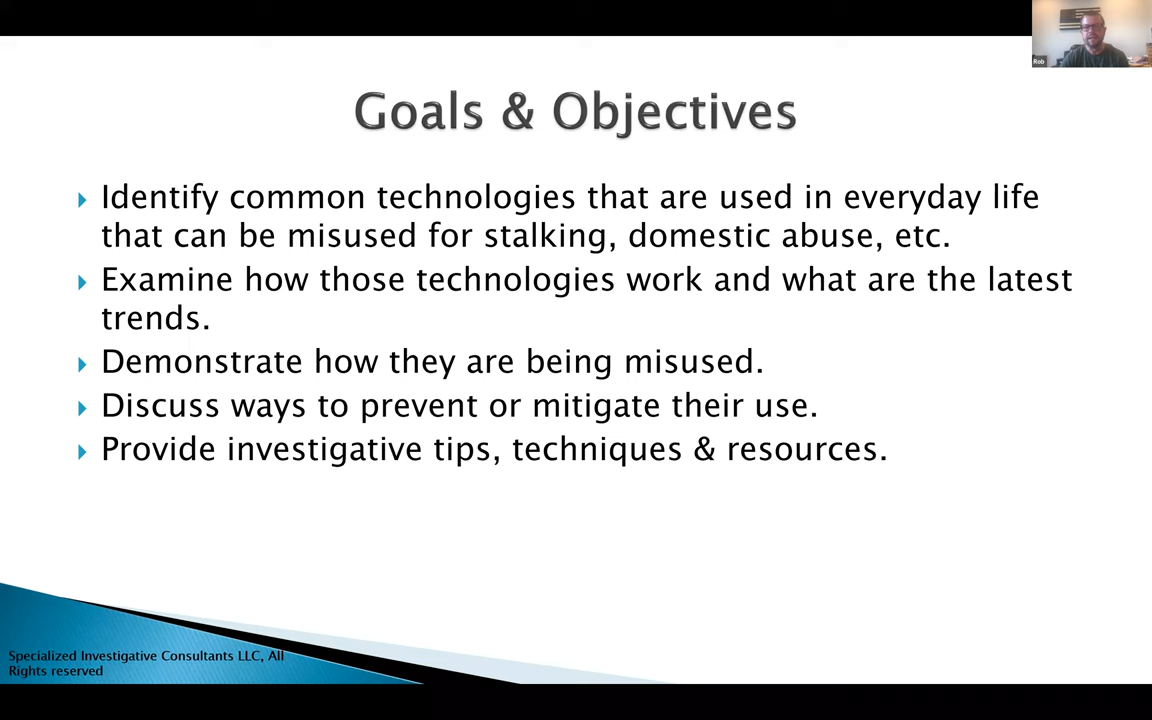 Rob
Goals & Objectives
Identify common technologies that are used in everyday life
that can be misused for stalking, domestic abuse, etc.
Examine how those technologies work and what are the latest
trends.
Demonstrate how they are being misused.
Discuss ways to prevent or mitigate their use.
Provide investigative tips, techniques & resources.
Specialized Investigative Consultants LLC, All
Rights reserved